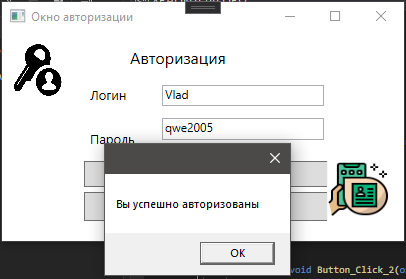 Окно авторизации
Авторизация
Логин
Vlad
Пароль
qwe2005
Вы успешно авторизованы
OK
void Button_Click_2(o